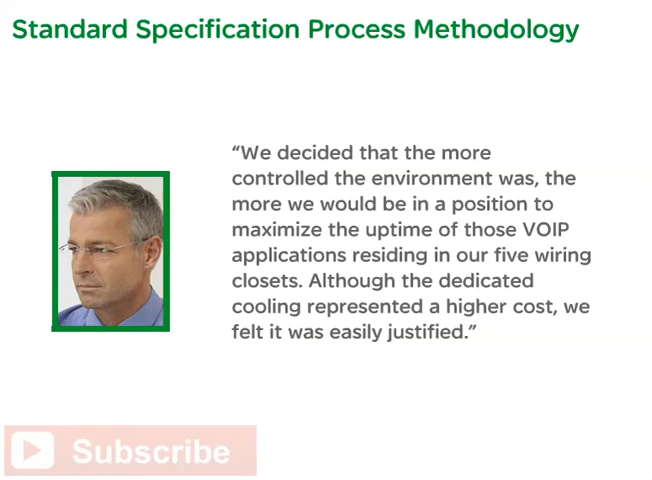 Standard Specification Process Methodology
“We decided that the more
controlled the environment was, the
more we would be in a position to
maximize the uptime of those VOIP
applications residing in our five wiring
closets. Although the dedicated
cooling represented a higher cost, we
felt it was easily justified.”
Subscribe